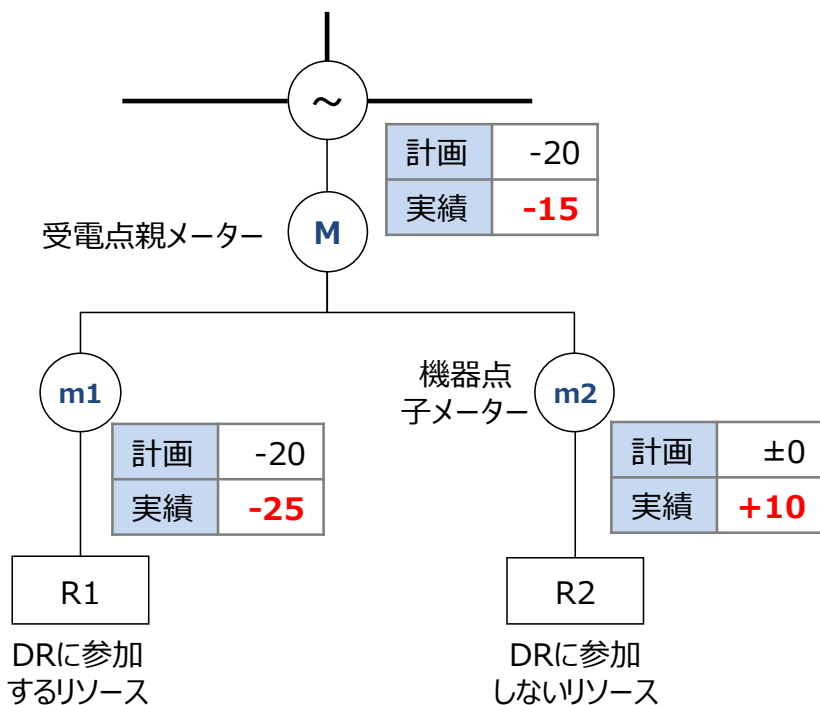 ~
計画 -20
実績 -15
受電点親メーター
M
m1
機器点
子メーター
m2
計画 -20
実績 -25
計画 ±0
実績 +10
R1
R2
DRに参加
するリソース
DRに参加
しないリソース